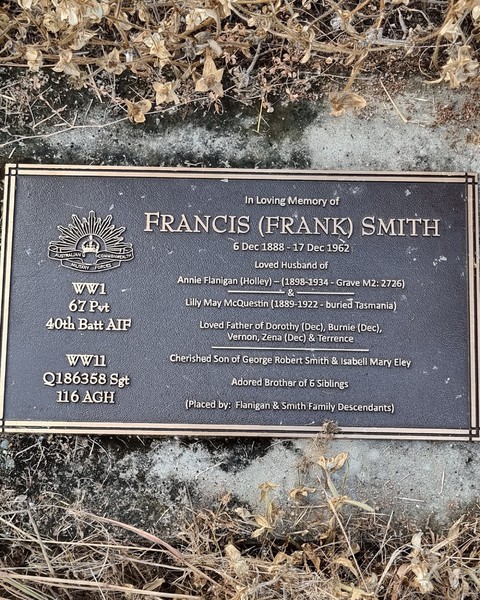 In Loving Memory of
FRANCIS (FRANK) SMITH
6 Dec 1888 - 17 Dec 1962
Loved Husband of
Annie Flanigan (Holley) – (1898-1934 - Grave M2: 2726)
&
Lilly May McQuestin (1889-1922 - buried Tasmania)
Loved Father of Dorothy (Dec), Burnie (Dec),
Vernon, Zena (Dec) & Terrence
Cherished Son of George Robert Smith & Isabell Mary Eley
Adored Brother of 6 Siblings
(Placed by: Flanigan & Smith Family Descendants)
AUSTRALIAN COMMONWEALTH
MILITARY FORCES
WW1
67 Pvt
40th Batt AIF
WW11
Q186358 Sgt
116 AGH